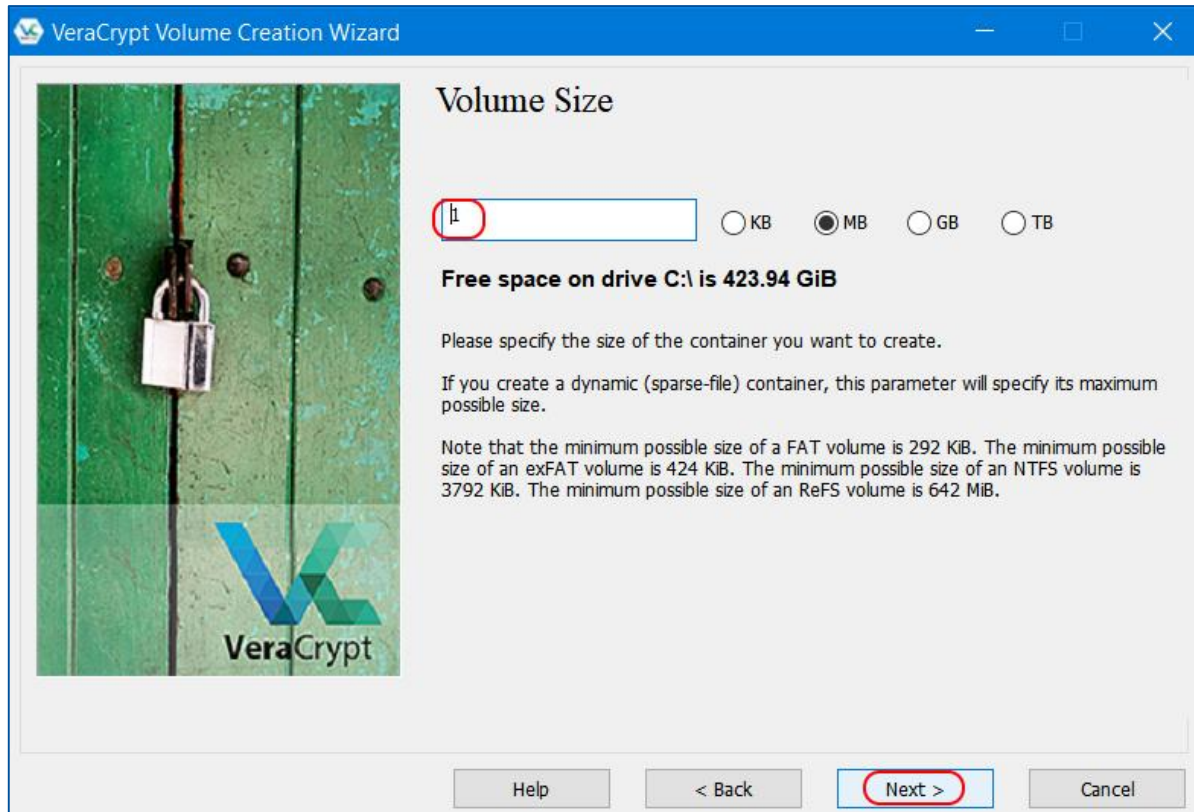 VeraCrypt Volume Creation Wizard
Volume Size
1
KB MB GB TB
Free space on drive C:\ is 423.94 GiB
Please specify the size of the container you want to create.
If you create a dynamic (sparse-file) container, this parameter will specify its maximum
possible size.
Note that the minimum possible size of a FAT volume is 292 KiB. The minimum possible
size of an exFAT volume is 424 KiB. The minimum possible size of an NTFS volume is
3792 KiB. The minimum possible size of an ReFS volume is 642 MiB.
VeraCrypt
Help < Back Next > Cancel